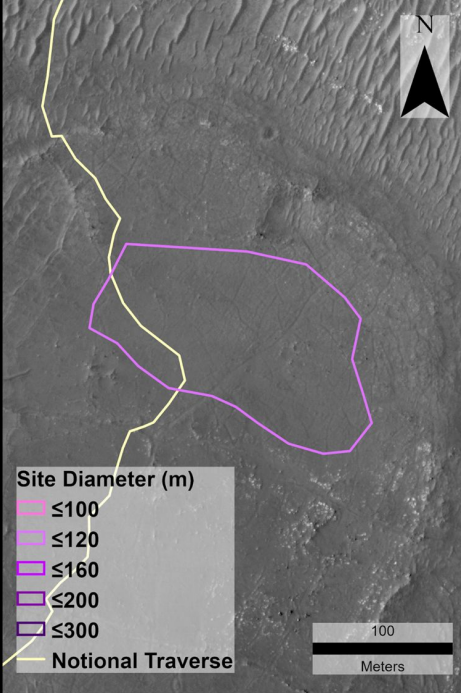 N
Site Diameter (m)
≤100
≤120
≤160
≤200
≤300
Notional Traverse
100
Meters